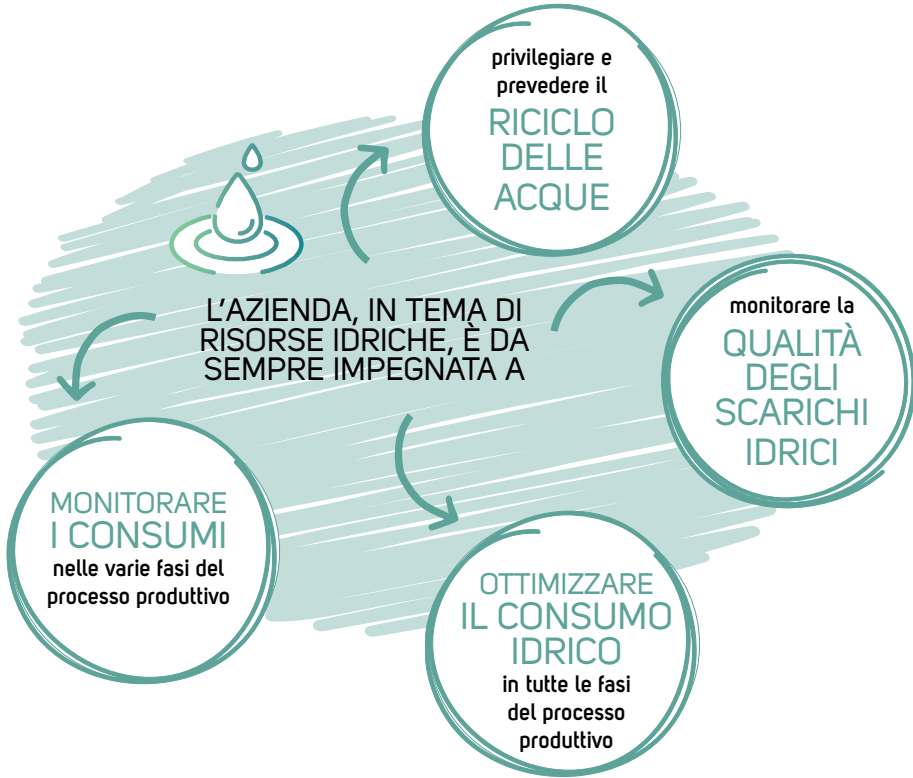 L'AZIENDA, IN TEMA DI
RISORSE IDRICHE, È DA
SEMPRE IMPEGNATA A
privilegiare e
prevedere il
RICICLO
DELLE
ACQUE
monitorare la
QUALITÀ
DEGLI
SCARICHI
IDRICI
OTTIMIZZARE
IL CONSUMO
IDRICO
in tutte le fasi
del processo
produttivo
MONITORARE
I CONSUMI
nelle varie fasi del
processo produttivo